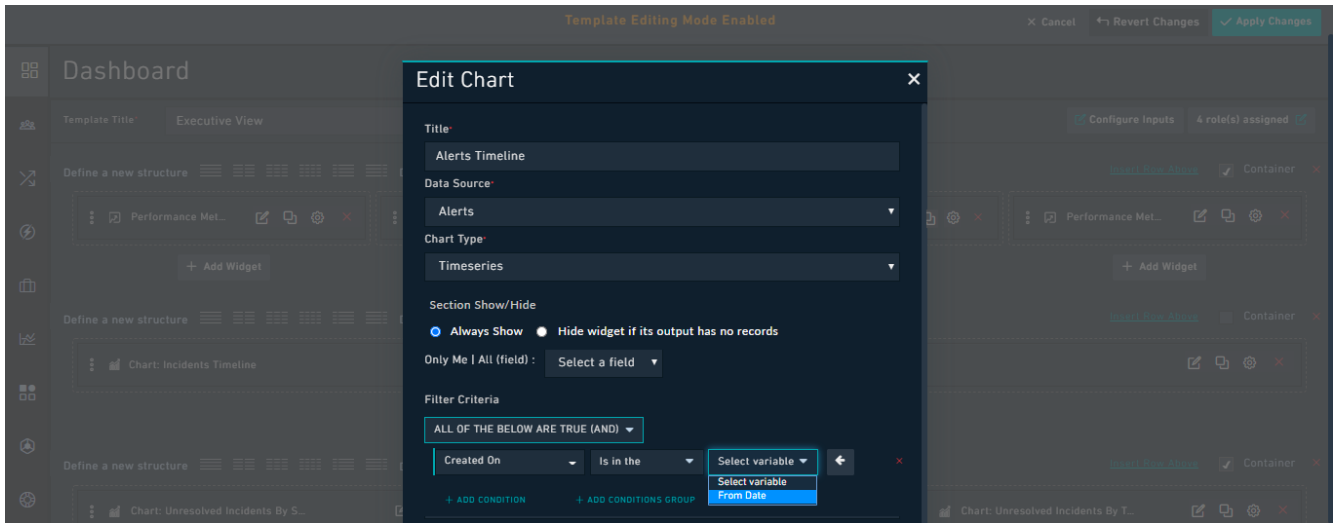 Template Editing Mode Enabled
× Cancel
Revert Changes
Apply Changes
Dashboard
Template Title*
Executive View
Configure Inputs
4 role(s) assigned
Define a new structure
Insert Row Above
Container
Performance Met...
Performance Met...
+ Add Widget
+ Add Widget
Define a new structure
Insert Row Above
Container
Chart: Incidents Timeline
Define a new structure
Insert Row Above
Container
Chart: Unresolved Incidents By S...
Chart: Unresolved Incidents By T...
Edit Chart
Title*
Alerts Timeline
Data Source*
Alerts
Chart Type*
Timeseries
Section Show/Hide
Always Show
Hide widget if its output has no records
Only Me | All (field) :
Select a field
Filter Criteria
ALL OF THE BELOW ARE TRUE (AND)
Created On
Is in the
Select variable
Select variable
From Date
+ ADD CONDITION
+ ADD CONDITIONS GROUP